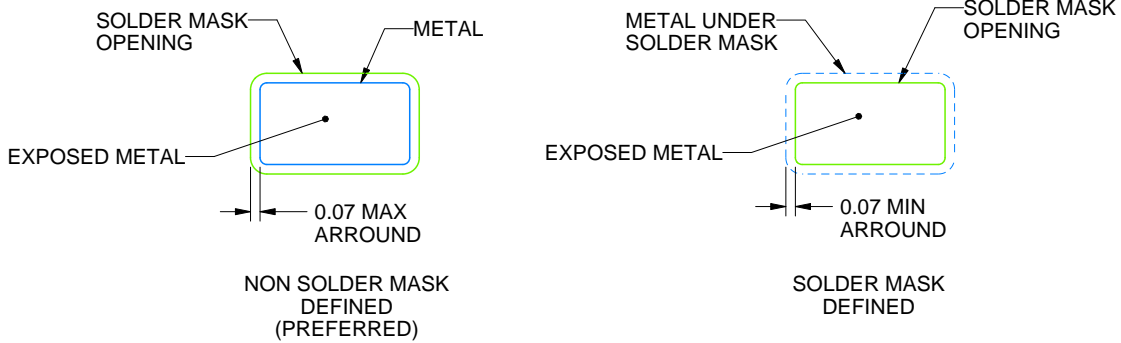 SOLDER MASK
OPENING
METAL
EXPOSED METAL
0.07 MAX
ARROUND
NON SOLDER MASK
DEFINED
(PREFERRED)
METAL UNDER
SOLDER MASK
SOLDER MASK
OPENING
EXPOSED METAL
0.07 MIN
ARROUND
SOLDER MASK
DEFINED